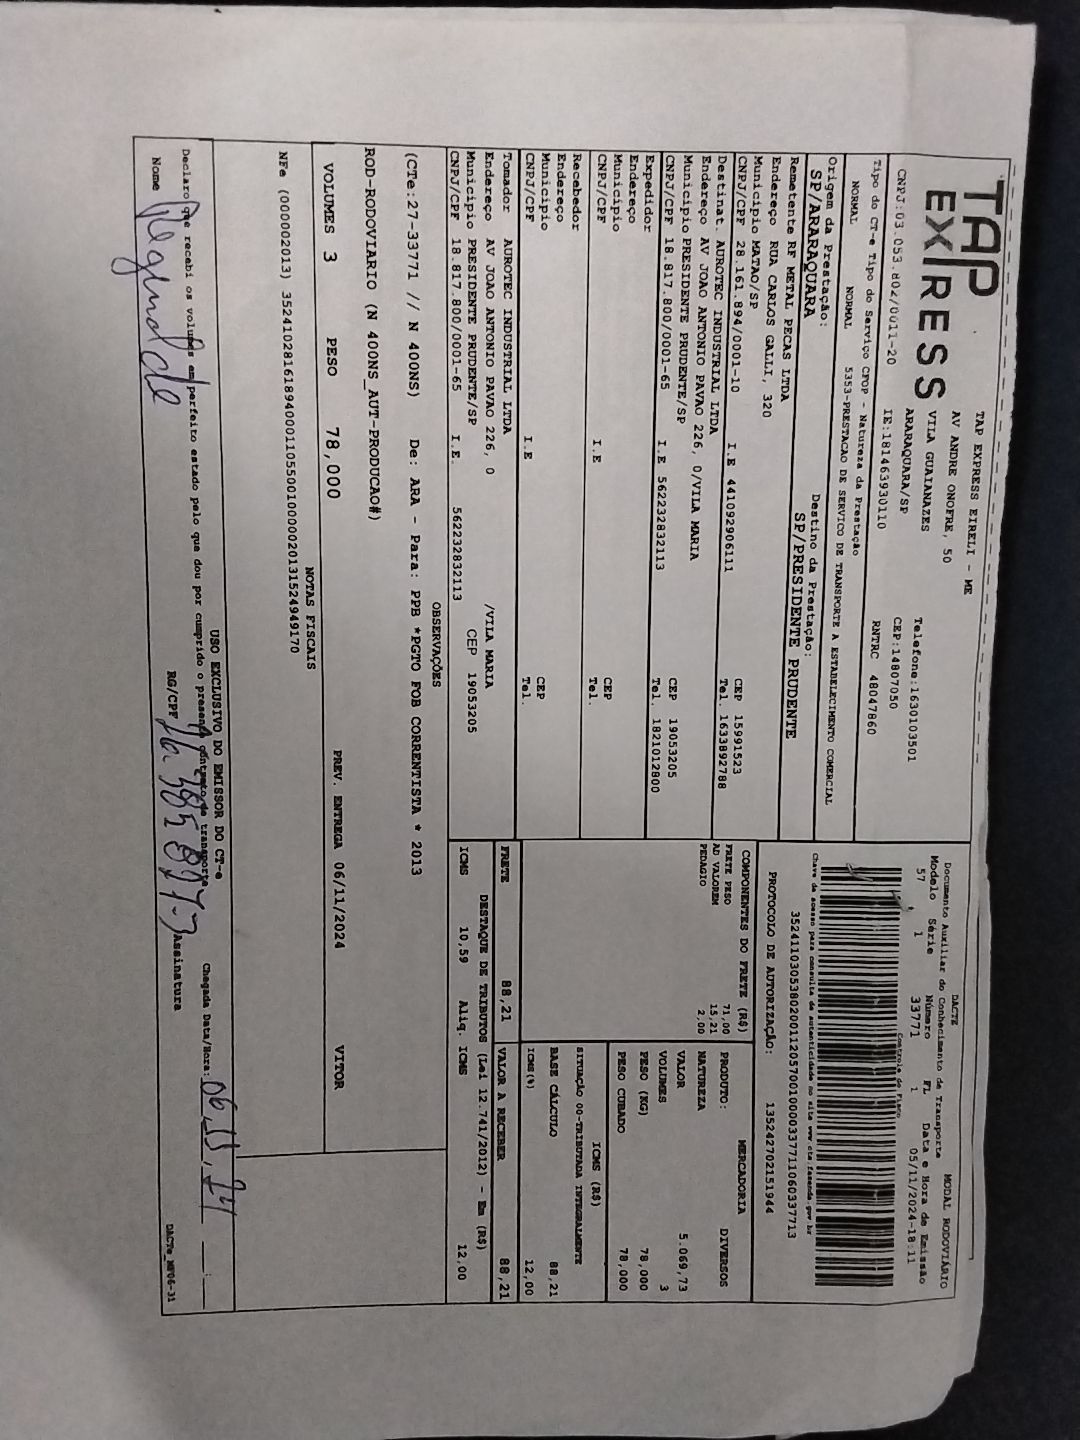 TAP EXPRESS
TAP EXPRESS EIRELI - ME
AV ANDRE ONOFRE, 50
VILA GUAIANAZES
ARARAQUARA/SP
Telefone:1630103501
CEP:14807050
CNPJ:03.053.802/0011-20 IE:181463930110 RNTRC 48047860
DACTE MODAL RODOVIÁRIO
Documento Auxiliar do Conhecimento de Transporte
Modelo Série Número FL Data e Hora de Emissão
57 1 33771 1 05/11/2024-18:11
Controle do Fisco
Chave de acesso para consulta de autenticidade no site www.cte.fazenda.gov.br
PROTOCOLO DE AUTORIZAÇÃO: 135242702151944
Tipo do CT-e Tipo do Serviço CFOP - Natureza da Prestação
NORMAL NORMAL 5353-PRESTACAO DE SERVICO DE TRANSPORTE A ESTABELECIMENTO COMERCIAL
Origem da Prestação: Destino da Prestação:
SP/ARARAQUARA SP/PRESIDENTE PRUDENTE
Remetente RF METAL PECAS LTDA
Endereço RUA CARLOS GALLI, 320
Município MATAO/SP CEP 15991523
CNPJ/CPF 28.161.894/0001-10 I.E 441092906111 Tel. 1633892788
Destinat. AUROTEC INDUSTRIAL LTDA
Endereço AV JOAO ANTONIO PAVAO 226, 0/VILA MARIA
Município PRESIDENTE PRUDENTE/SP CEP 19053205
CNPJ/CPF 18.817.800/0001-65 I.E 562232832113 Tel. 1821012800
Expedidor
Endereço
Município CEP
CNPJ/CPF I.E Tel.
Recebedor
Endereço
Município CEP
CNPJ/CPF I.E Tel.
Tomador AUROTEC INDUSTRIAL LTDA
Endereço AV JOAO ANTONIO PAVAO 226, 0 /VILA MARIA
Município PRESIDENTE PRUDENTE/SP CEP 19053205
CNPJ/CPF 18.817.800/0001-65 I.E. 562232832113
COMPONENTES DO FRETE (R$)
FRETE PESO 71,00
AD VALOREM 15,21
PEDAGIO 2,00
MERCADORIA
PRODUTO: DIVERSOS
NATUREZA
VALOR 5.069,73
VOLUMES 3
PESO (KG) 78,000
PESO CUBADO 78,000
ICMS (R$)
SITUAÇÃO 00-TRIBUTADA INTEGRALMENTE
BASE CÁLCULO 88,21
ICMS(%) 12,00
FRETE 88,21 VALOR A RECEBER 88,21
DESTAQUE DE TRIBUTOS (Lei 12.741/2012) - Em (R$)
ICMS 10,59 Aliq. ICMS 12,00
OBSERVAÇÕES
(CTe:27-33771 // N 400NS) De: ARA - Para: PPB *PGTO FOB CORRENTISTA * 2013
ROD-RODOVIARIO (N 400NS_AUT-PRODUCAO#)
VOLUMES 3 PESO 78,000 PREV. ENTREGA 06/11/2024 VITOR
NOTAS FISCAIS
NFe (000002013)
USO EXCLUSIVO DO EMISSOR DO CT-e
Declaro que recebi os volumes em perfeito estado pelo que dou por cumprido o presente contrato de transporte Chegada Data/Hora: 06,11,24 __:__
Nome RG/CPF Assinatura
DACTe_MF06-31